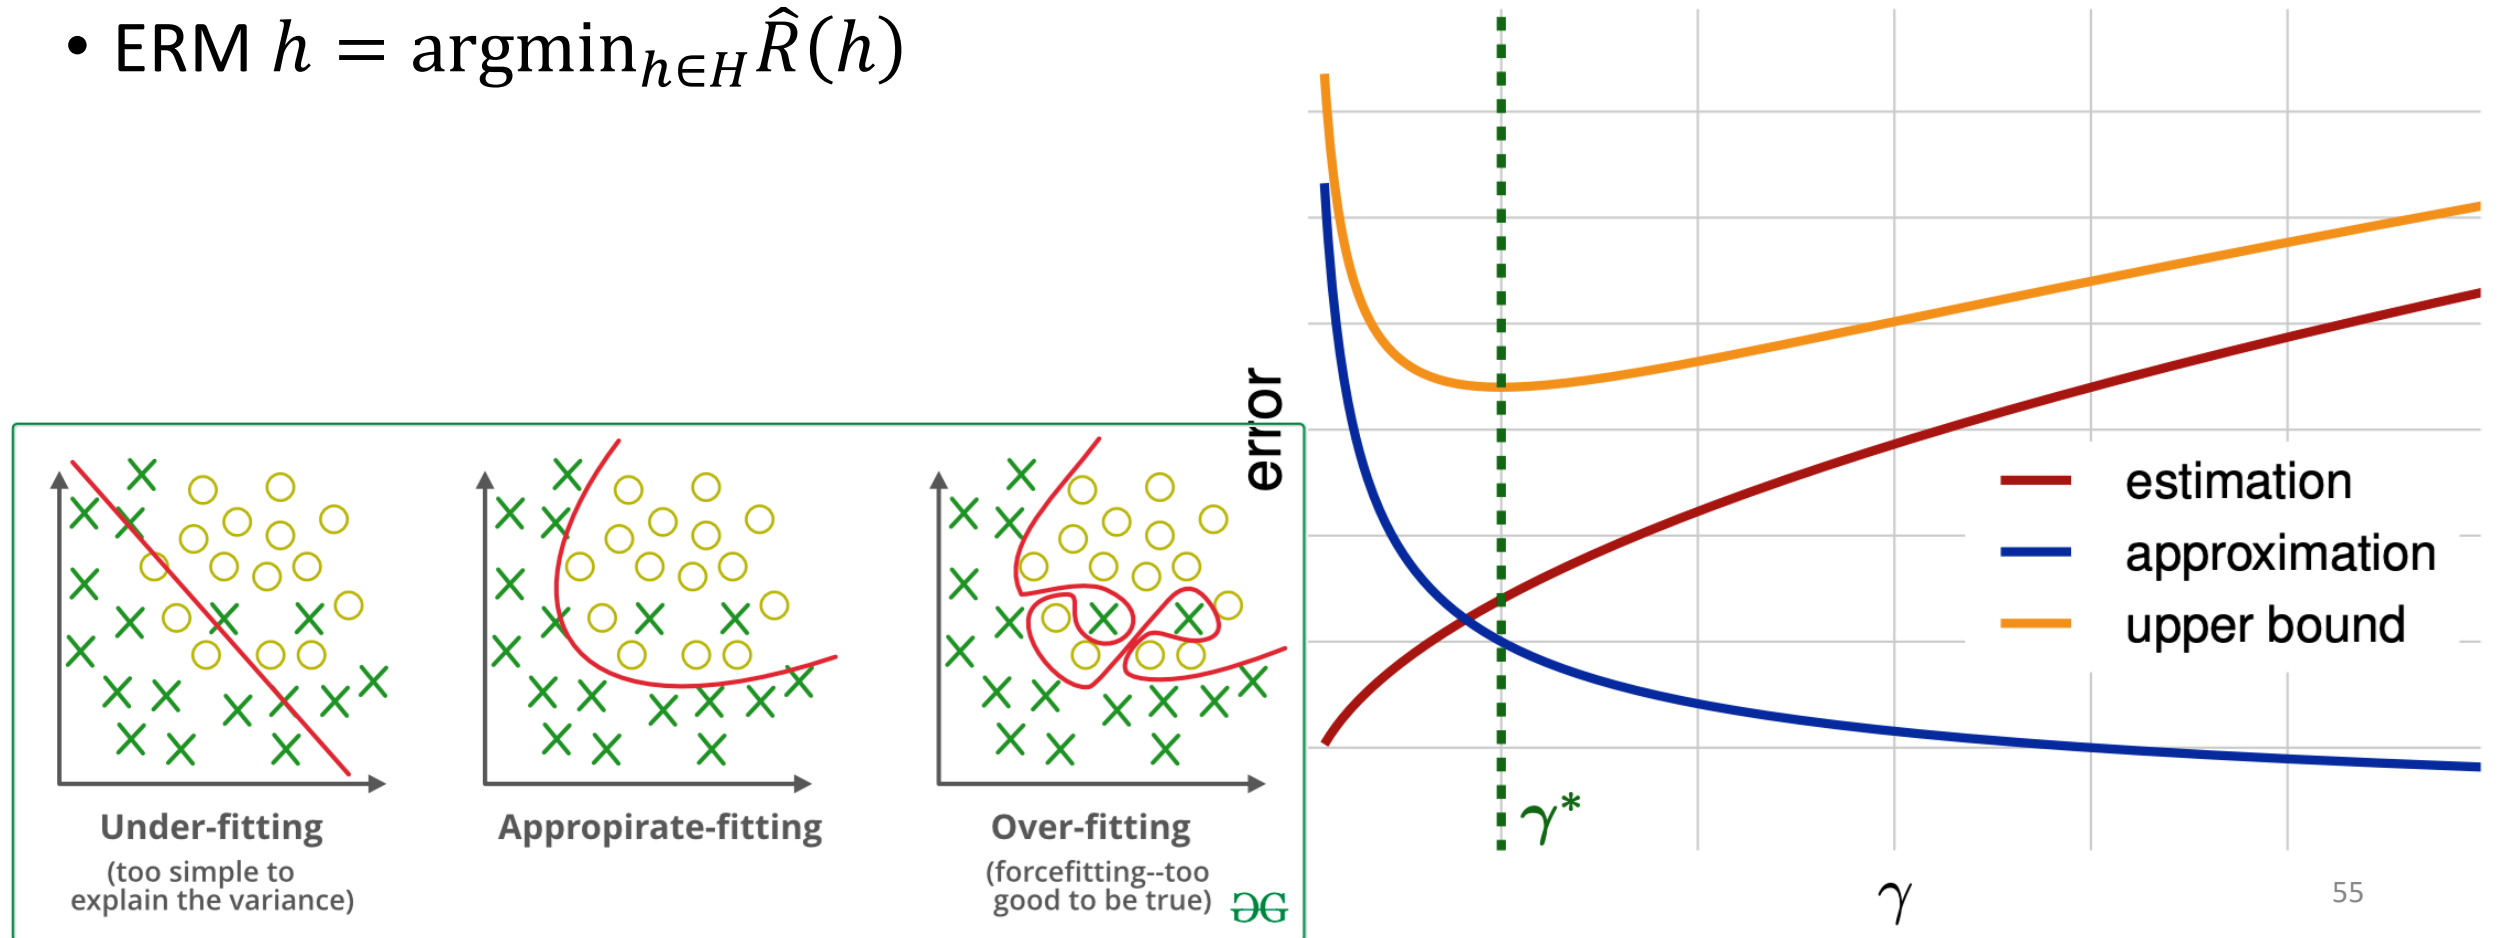 • ERM h = argmin_{h∈H} R̂(h)
error
estimation
approximation
upper bound
γ*
γ
Under-fitting
(too simple to
explain the variance)
Appropirate-fitting
Over-fitting
(forcefitting--too
good to be true)
55